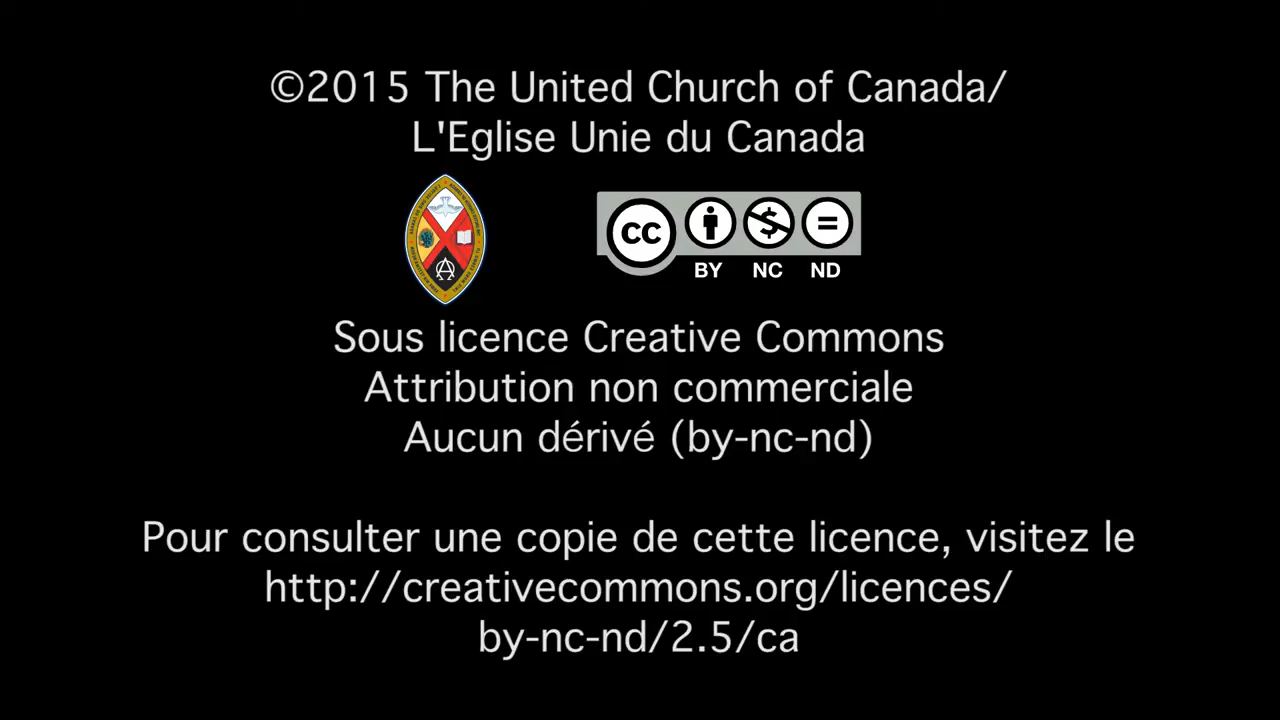 ©2015 The United Church of Canada/
L'Eglise Unie du Canada
CC
BY NC ND
Sous licence Creative Commons
Attribution non commerciale
Aucun dérivé (by-nc-nd)
Pour consulter une copie de cette licence, visitez le
http://creativecommons.org/licences/
by-nc-nd/2.5/ca